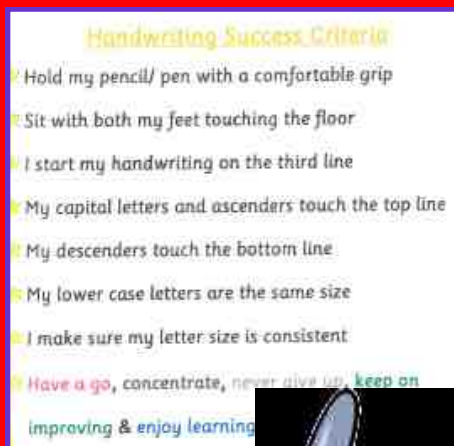 Handwriting Success Criteria
Hold my pencil/ pen with a comfortable grip
Sit with both my feet touching the floor
I start my handwriting on the third line
My capital letters and ascenders touch the top line
My descenders touch the bottom line
My lower case letters are the same size
I make sure my letter size is consistent
Have a go, concentrate, never give up, keep on
improving & enjoy learning